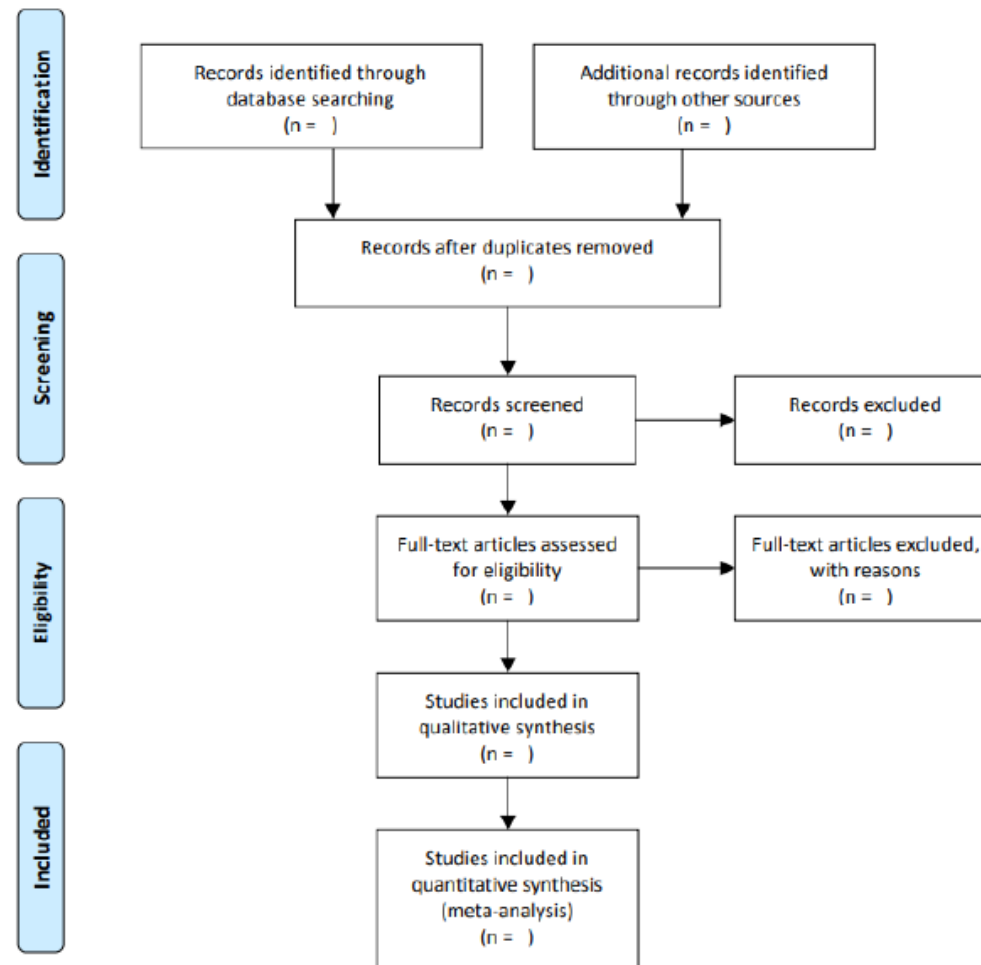 Identification
Records identified through
database searching
(n =   )
Additional records identified
through other sources
(n =   )
Records after duplicates removed
(n =   )
Screening
Records screened
(n =   )
Records excluded
(n =   )
Eligibility
Full-text articles assessed
for eligibility
(n =   )
Full-text articles excluded,
with reasons
(n =   )
Studies included in
qualitative synthesis
(n =   )
Included
Studies included in
quantitative synthesis
(meta-analysis)
(n =   )